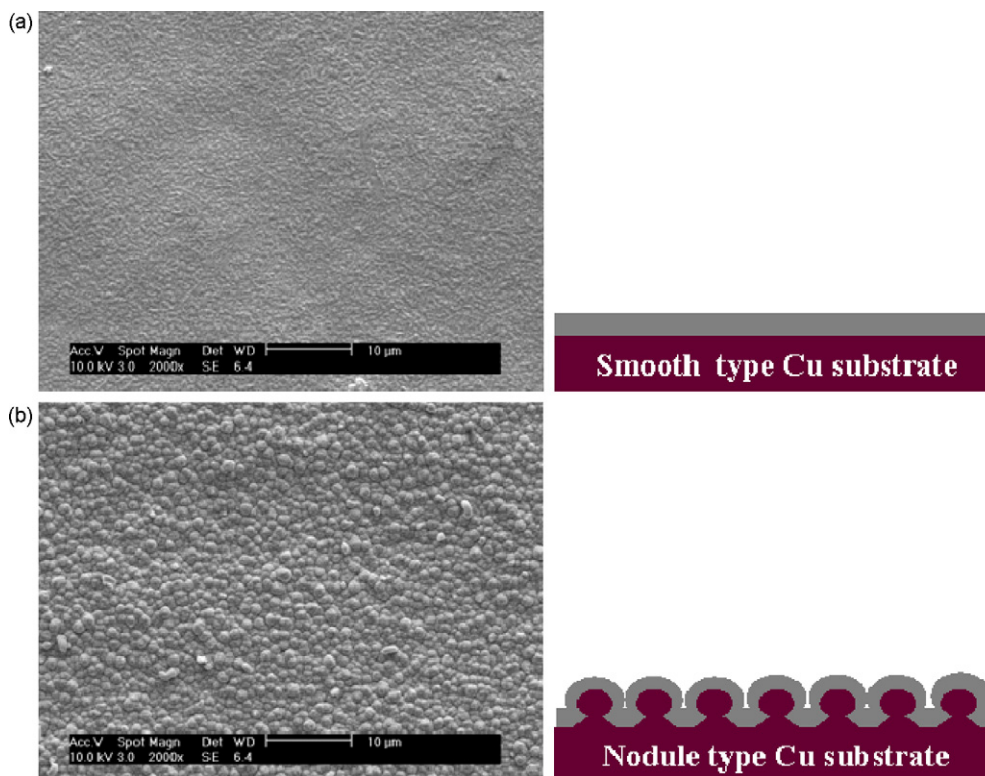 (a)
Acc.V Spot Magn Det WD 10 µm
10.0 kV 3.0 2000x SE 6.4
Smooth type Cu substrate
(b)
Acc.V Spot Magn Det WD 10 µm
10.0 kV 3.0 2000x SE 6.4
Nodule type Cu substrate